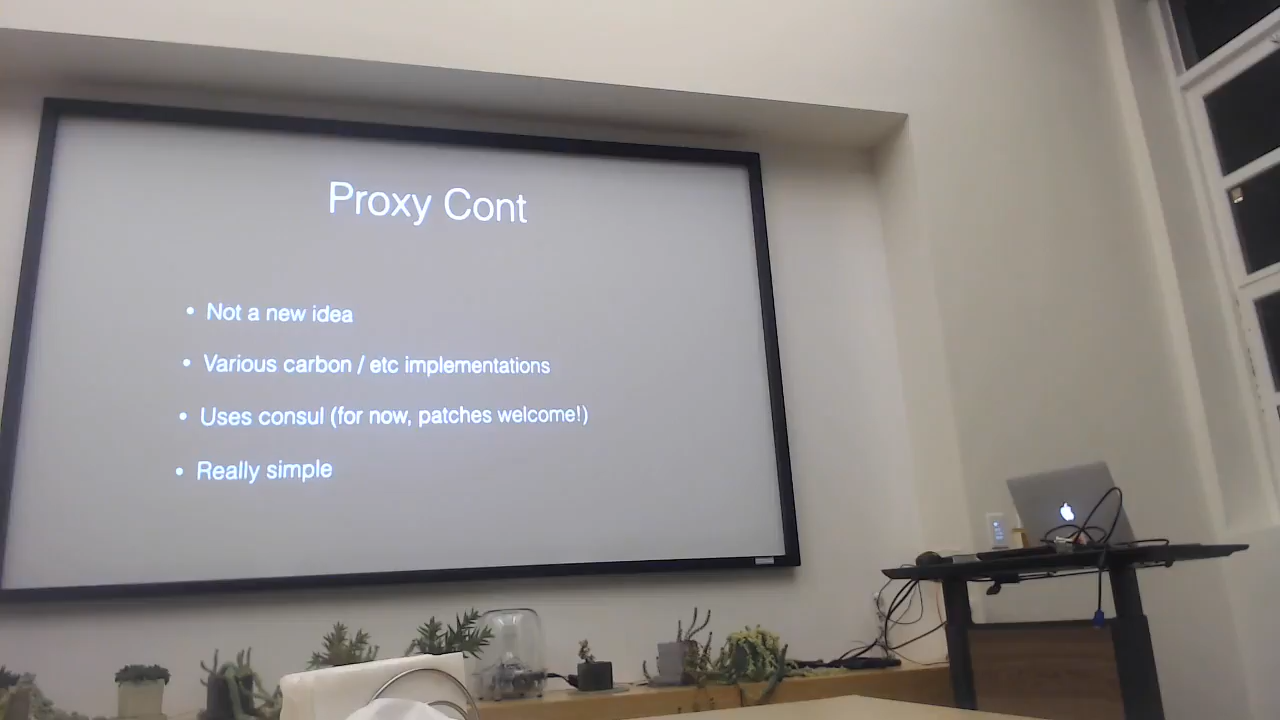 Proxy Cont
• Not a new idea
• Various carbon / etc implementations
• Uses consul (for now, patches welcome!)
• Really simple